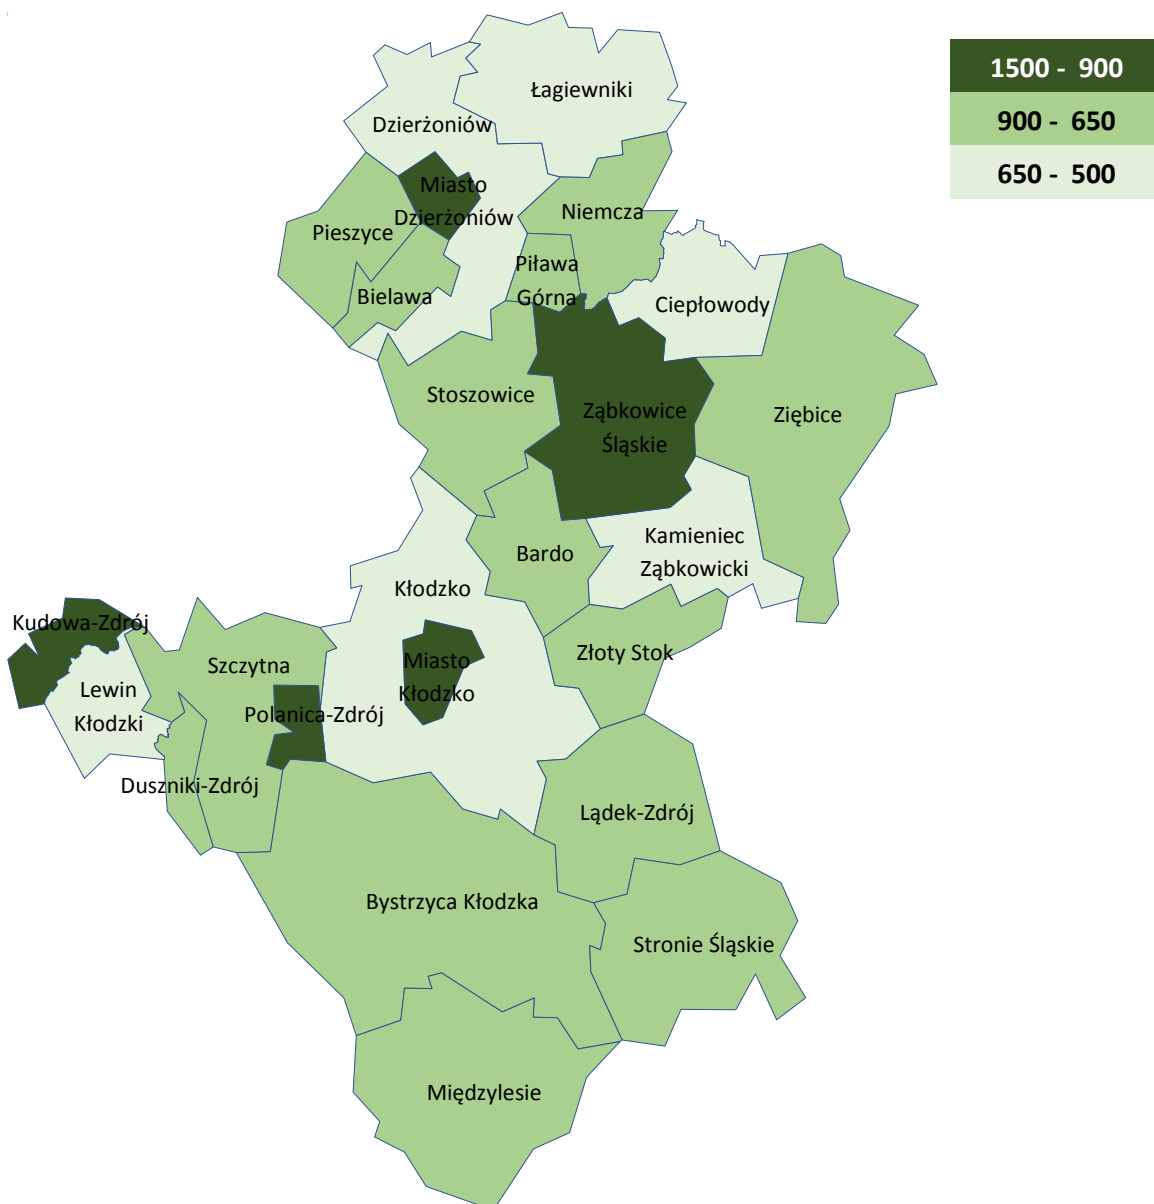 1500 - 900
900 - 650
650 - 500
Łagiewniki
Dzierżoniów
Miasto
Dzierżoniów
Niemcza
Pieszyce
Piława
Górna
Bielawa
Ciepłowody
Stoszowice
Ząbkowice
Śląskie
Ziębice
Kamieniec
Ząbkowicki
Bardo
Kłodzko
Kudowa-Zdrój
Złoty Stok
Szczytna
Miasto
Kłodzko
Lewin
Kłodzki
Polanica-Zdrój
Duszniki-Zdrój
Lądek-Zdrój
Bystrzyca Kłodzka
Stronie Śląskie
Międzylesie